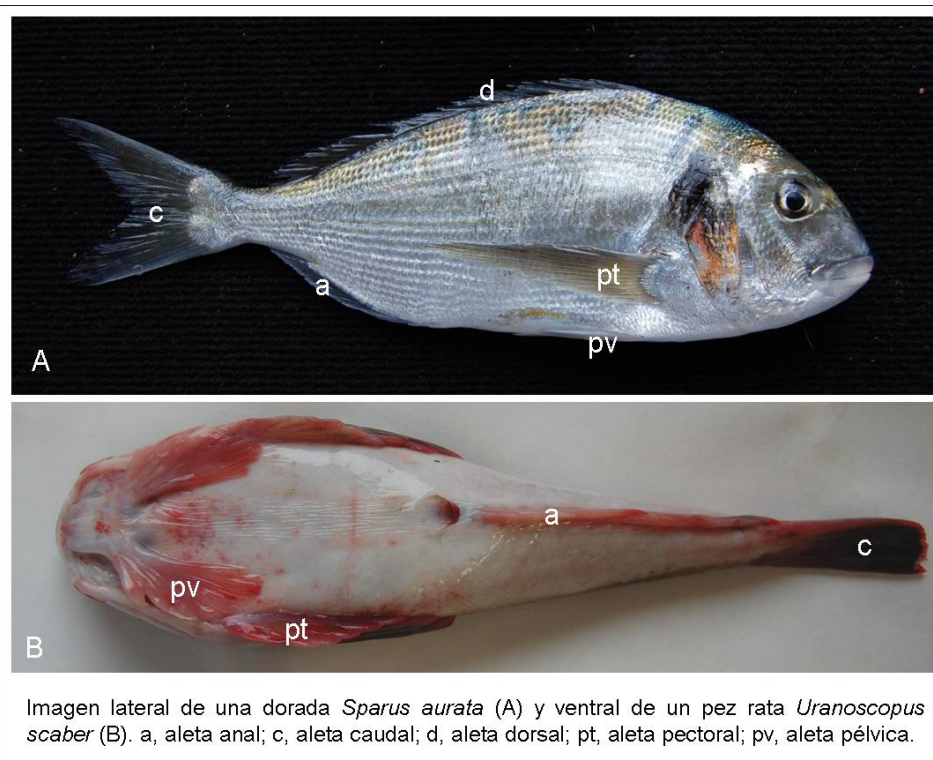 d
c
pt
a
pv
A
a
c
pv
pt
B
Imagen lateral de una dorada Sparus aurata (A) y ventral de un pez rata Uranoscopus
scaber (B). a, aleta anal; c, aleta caudal; d, aleta dorsal; pt, aleta pectoral; pv, aleta pélvica.